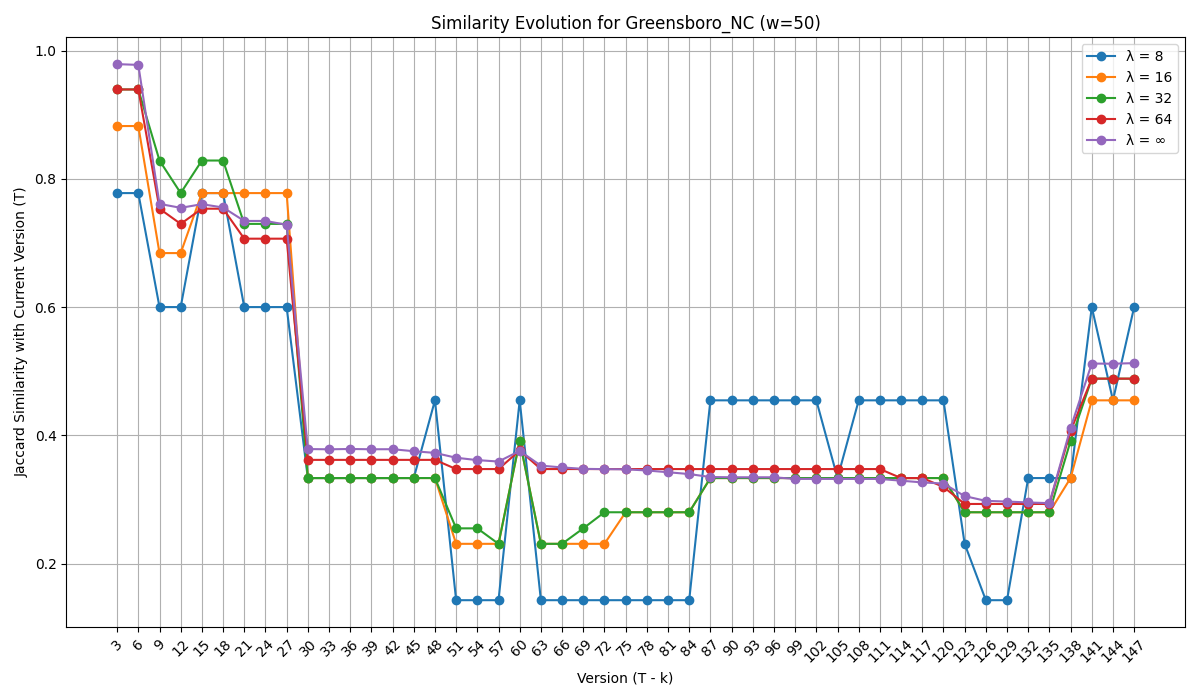 Similarity Evolution for Greensboro_NC (w=50)
Jaccard Similarity with Current Version (T)
1.0
0.8
0.6
0.4
0.2
λ = 8
λ = 16
λ = 32
λ = 64
λ = ∞
3 6 9 12 15 18 21 24 27 30 33 36 39 42 45 48 51 54 57 60 63 66 69 72 75 78 81 84 87 90 93 96 99 102 105 108 111 114 117 120 123 126 129 132 135 138 141 144 147
Version (T - k)